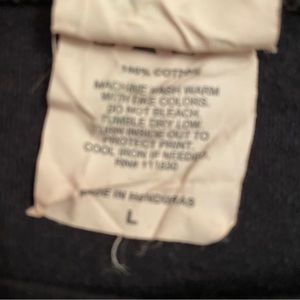 100% COTTON
MACHINE WASH WARM
WITH LIKE COLORS.
DO NOT BLEACH.
TUMBLE DRY LOW.
TURN INSIDE OUT TO
PROTECT PRINT.
COOL IRON IF NEEDED.
MADE IN HONDURAS
L